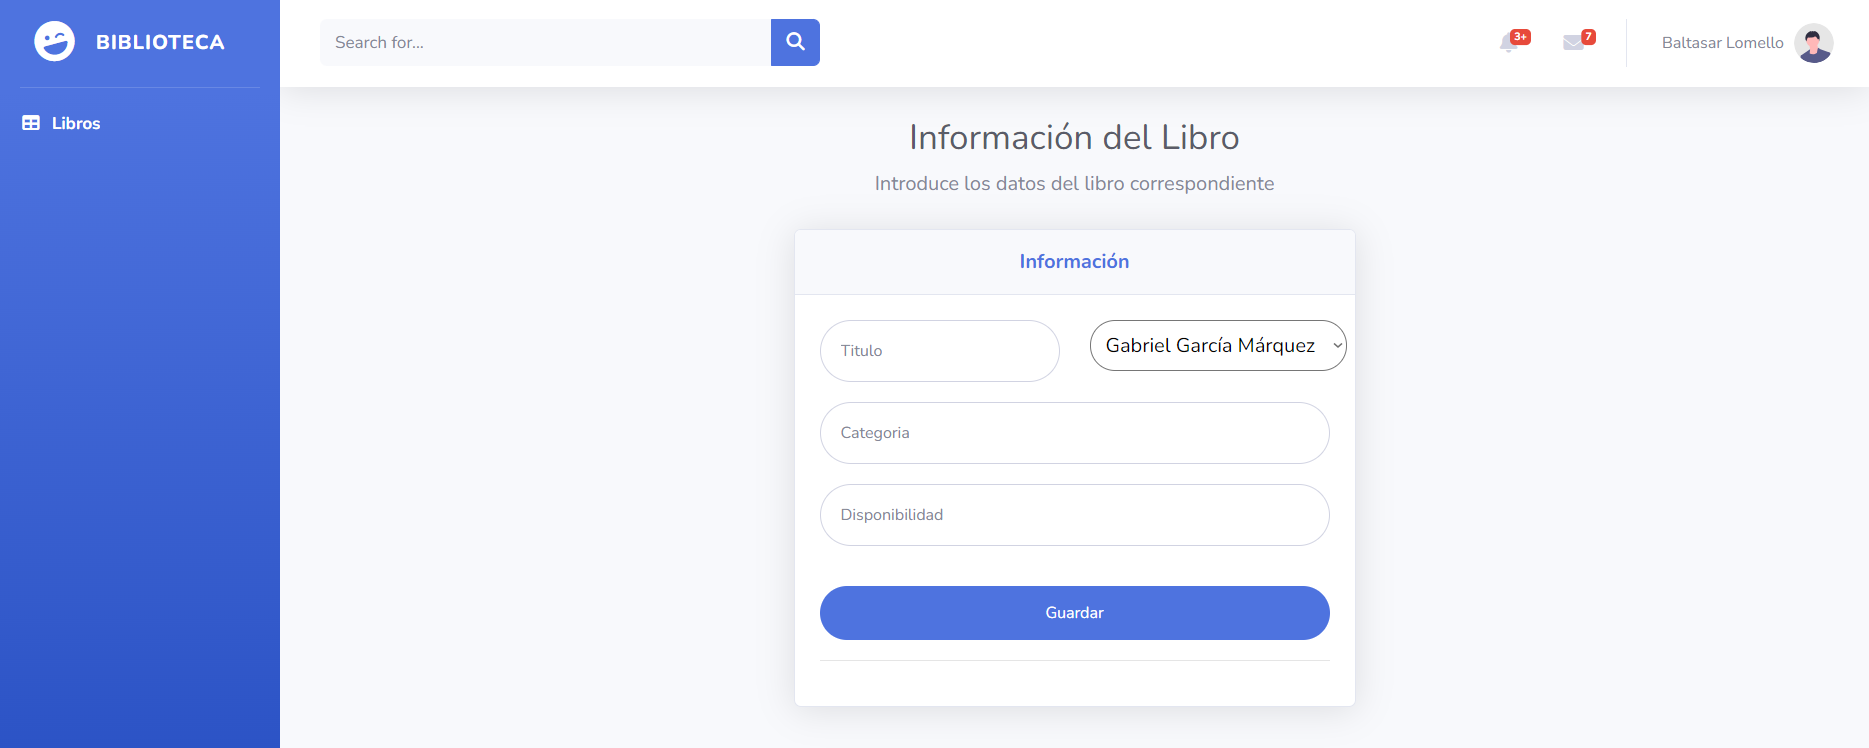 BIBLIOTECA
Search for...
3+
7
Baltasar Lomello
Libros
Información del Libro
Introduce los datos del libro correspondiente
Información
Titulo
Gabriel García Márquez
Categoria
Disponibilidad
Guardar